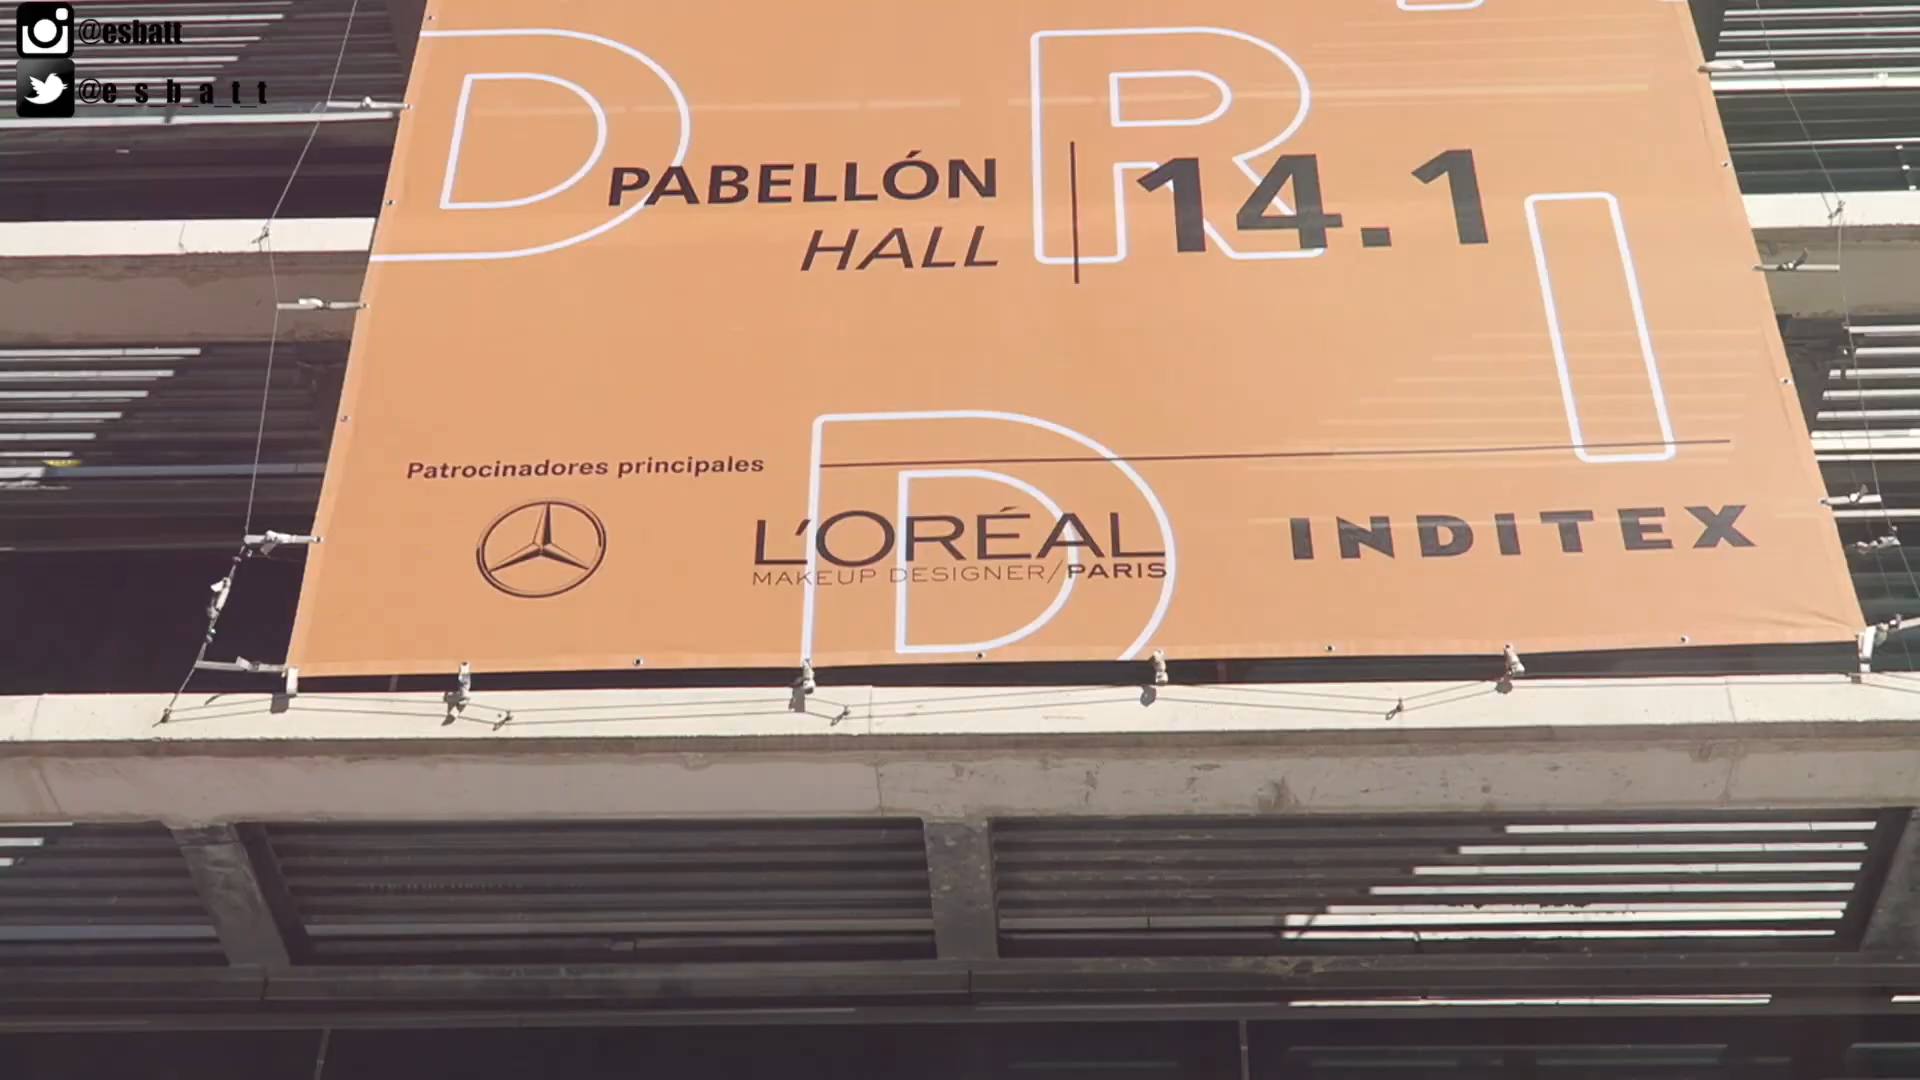 @esbatt
@e_s_b_a_t_t
D R
PABELLÓN
HALL
14.1
I
Patrocinadores principales
D
L'ORÉAL
MAKEUP DESIGNER/PARIS
INDITEX